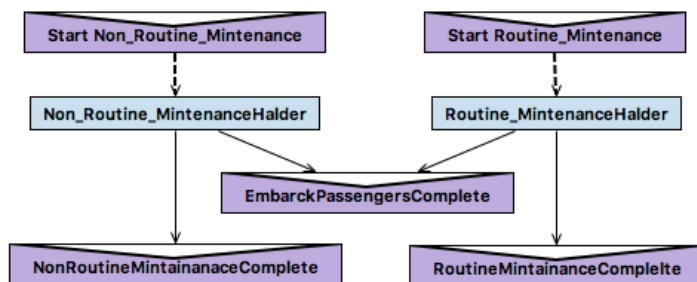 Start Non_Routine_Mintenance
Start Routine_Mintenance
Non_Routine_MintenanceHalder
Routine_MintenanceHalder
EmbarckPassengersComplete
NonRoutineMintainanaceComplete
RoutineMintainanceComplelte